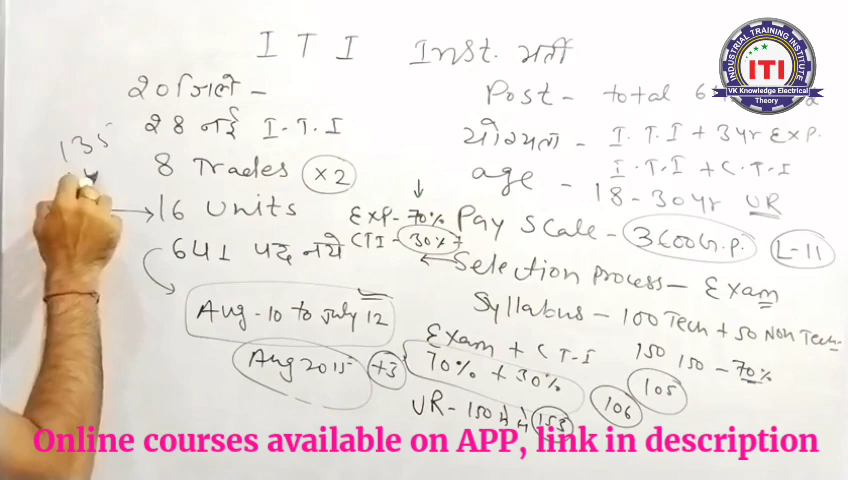 I T I Inst. भर्ती
20 जिले -
28 नई I.T.I
135
8 Trades ×2
16 Units
641 पद नये
Aug-10 to July 12
Aug 2015 +3
Post - total 64
योग्यता - I.T.I + 3yr Exp.
I.T.I + C.T.I
age - 18-30yr UR
Exp.-70%
CTI - 30%
Pay Scale - 3600 G.P. L-11
Selection process - Exam
Syllabus - 100 Tech + 50 Non Tech
Exam + CT-I
70% + 30%
150 150 - 70%
105
106
UR - 150 में से 153
INDUSTRIAL TRAINING INSTITUTE
ITI
VK Knowledge Electrical
Theory
Online courses available on APP, link in description